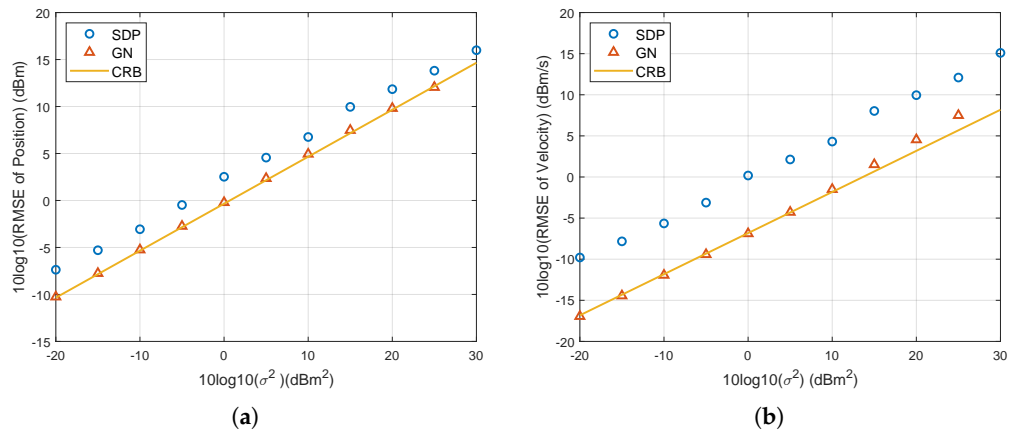 20
15
10
5
0
-5
-10
-15
-20
-10
0
10
20
30
10log10(RMSE of Position) (dBm)
10log10(σ² )(dBm²)
SDP
GN
CRB
(a)
20
15
10
5
0
-5
-10
-15
-20
-20
-10
0
10
20
30
10log10(RMSE of Velocity) (dBm/s)
10log10(σ²) (dBm²)
SDP
GN
CRB
(b)